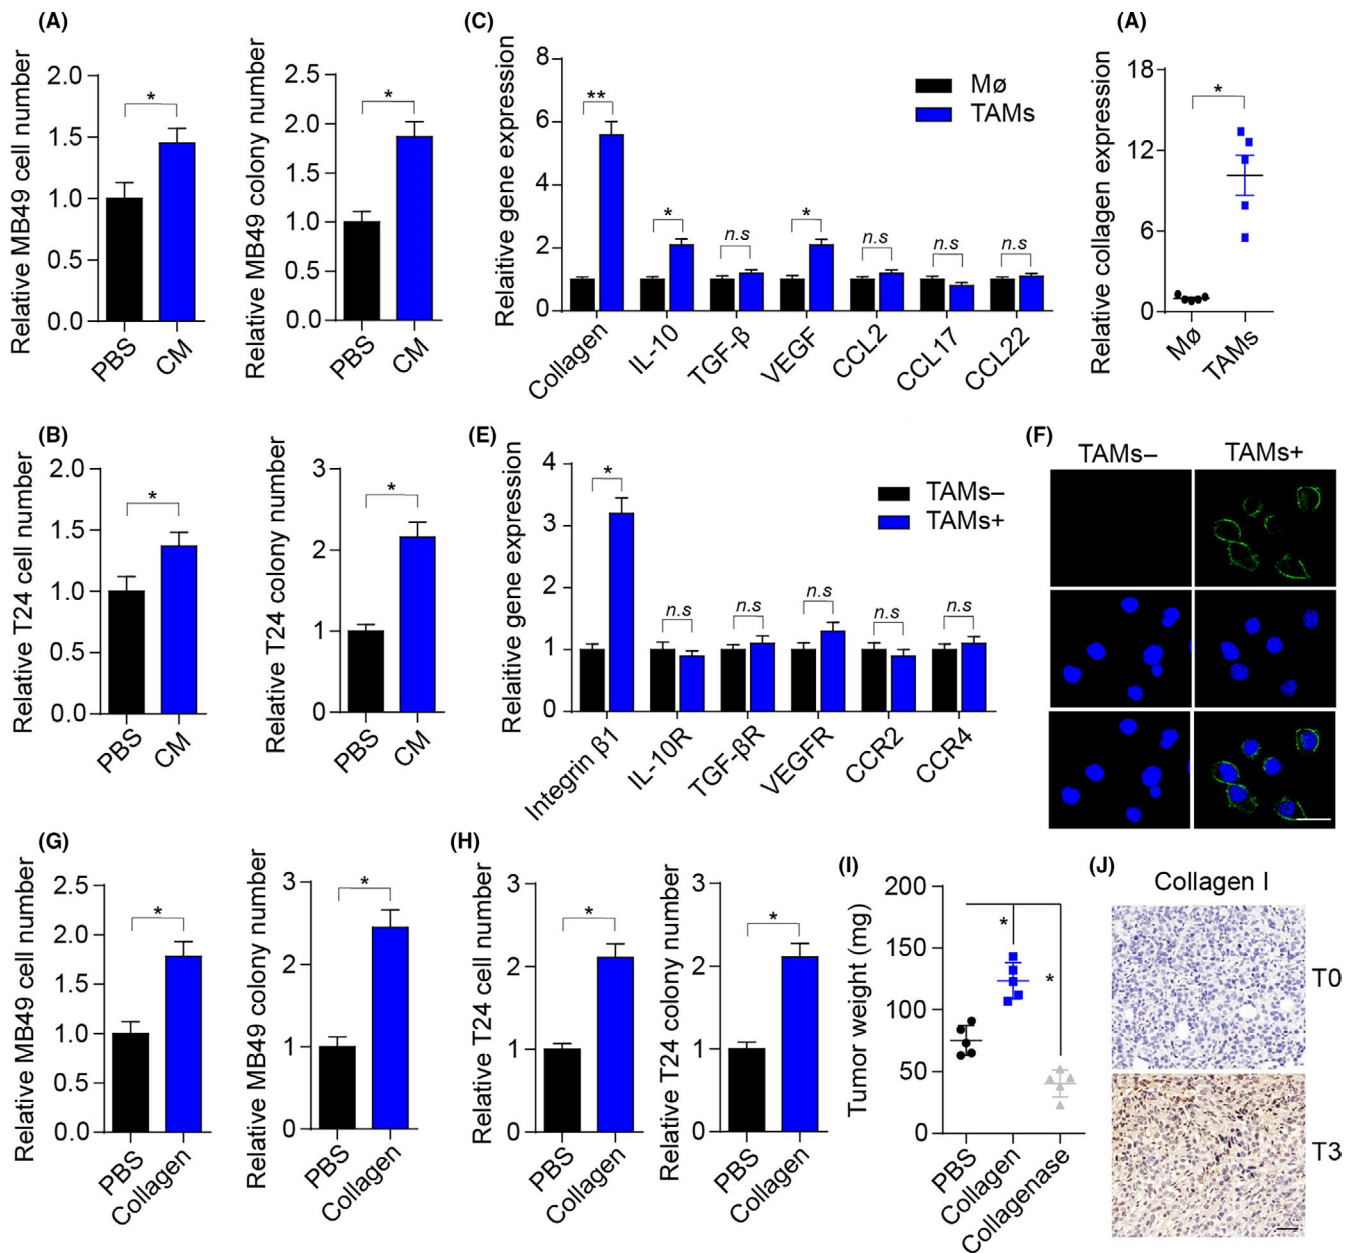 (A)
Relative MB49 cell number
2.0
1.5
1.0
0.5
0.0
*
PBS
CM
Relative MB49 colony number
2.5
2.0
1.5
1.0
0.5
0.0
*
PBS
CM
(C)
Relaitive gene expression
8
6
4
2
0
**
*
n.s
*
n.s
n.s
n.s
Mø
TAMs
Collagen
IL-10
TGF-β
VEGF
CCL2
CCL17
CCL22
(A)
Relative collagen expression
18
12
6
0
*
Mø
TAMs
(B)
Relative T24 cell number
2.0
1.5
1.0
0.5
0.0
*
PBS
CM
Relative T24 colony number
3
2
1
0
*
PBS
CM
(E)
Relaitive gene expression
4
3
2
1
0
*
n.s
n.s
n.s
n.s
n.s
TAMs–
TAMs+
Integrin β1
IL-10R
TGF-βR
VEGFR
CCR2
CCR4
(F)
TAMs–
TAMs+
(G)
Relative MB49 cell number
2.5
2.0
1.5
1.0
0.5
0.0
*
PBS
Collagen
Relative MB49 colony number
3
2
1
0
*
PBS
Collagen
(H)
Relative T24 cell number
3
2
1
0
*
PBS
Collagen
Relative T24 colony number
3
2
1
0
*
PBS
Collagen
(I)
Tumor weight (mg)
200
150
100
50
0
*
*
PBS
Collagen
Collagenase
(J)
Collagen I
T0
T3